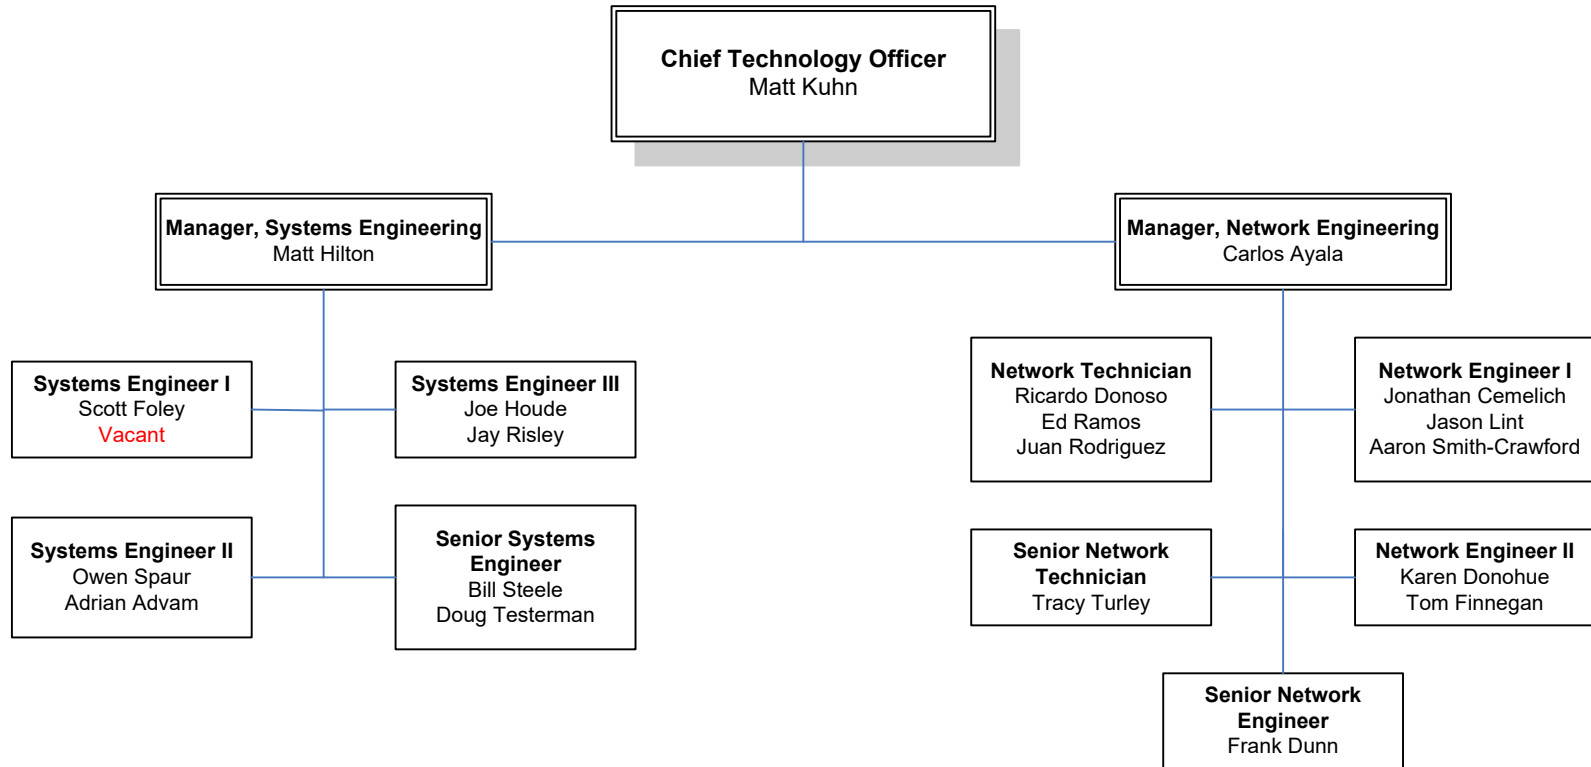 Chief Technology Officer
Matt Kuhn
Manager, Systems Engineering
Matt Hilton
Manager, Network Engineering
Carlos Ayala
Systems Engineer I
Scott Foley
Vacant
Systems Engineer III
Joe Houde
Jay Risley
Network Technician
Ricardo Donoso
Ed Ramos
Juan Rodriguez
Network Engineer I
Jonathan Cemelich
Jason Lint
Aaron Smith-Crawford
Systems Engineer II
Owen Spaur
Adrian Advam
Senior Systems
Engineer
Bill Steele
Doug Testerman
Senior Network
Technician
Tracy Turley
Network Engineer II
Karen Donohue
Tom Finnegan
Senior Network
Engineer
Frank Dunn